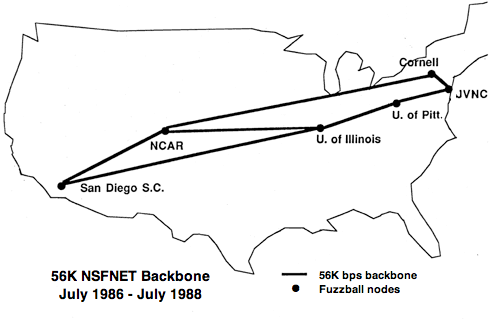 Cornell
JVNC
U. of Pitt.
NCAR
U. of Illinois
San Diego S.C.
56K NSFNET Backbone
July 1986 - July 1988
56K bps backbone
Fuzzball nodes